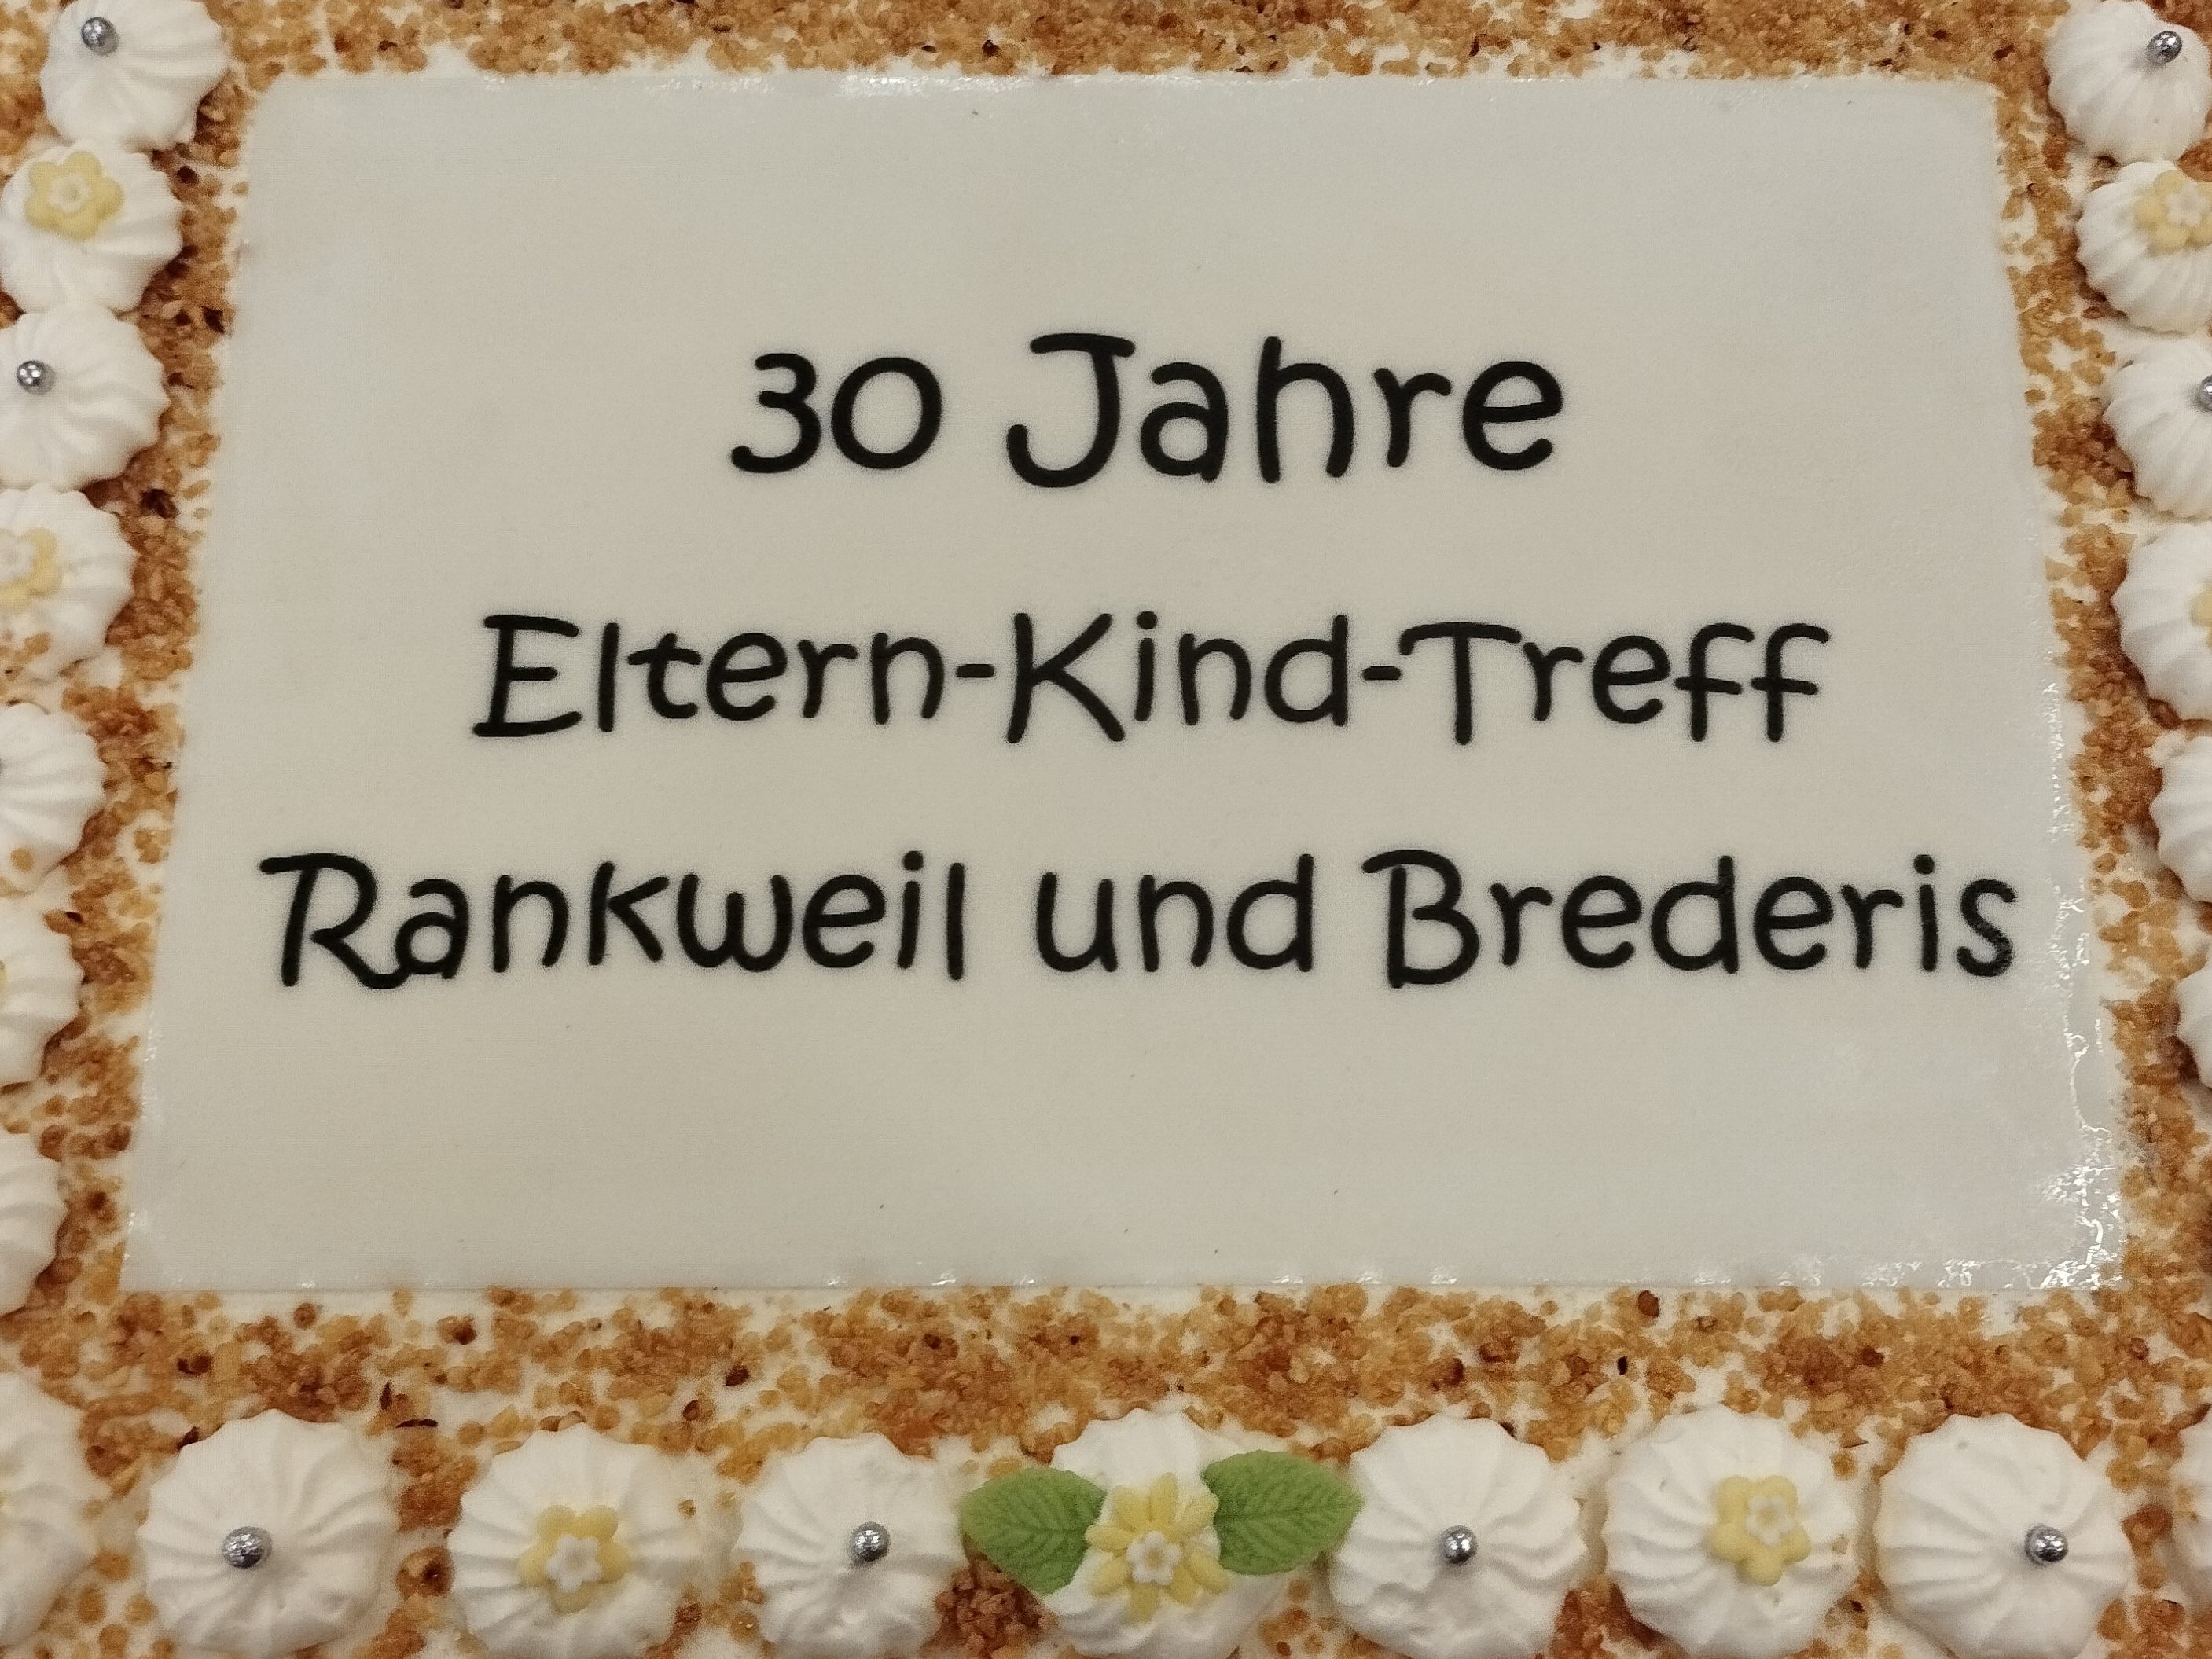 30 Jahre
Eltern-Kind-Treff
Rankweil und Brederis